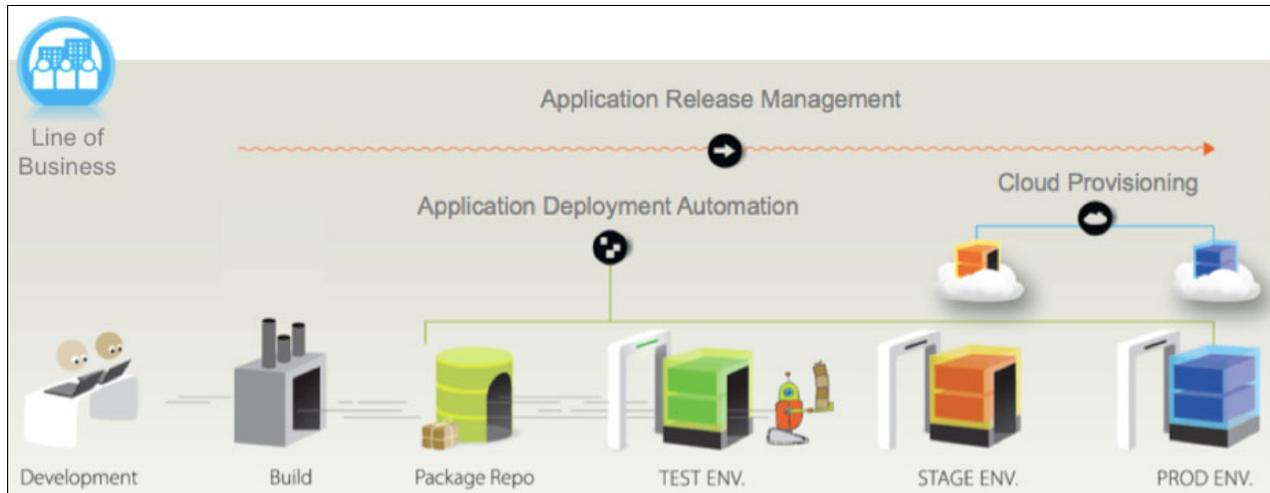 Line of
Business
Application Release Management
Cloud Provisioning
Application Deployment Automation
Development
Build
Package Repo
TEST ENV.
STAGE ENV.
PROD ENV.